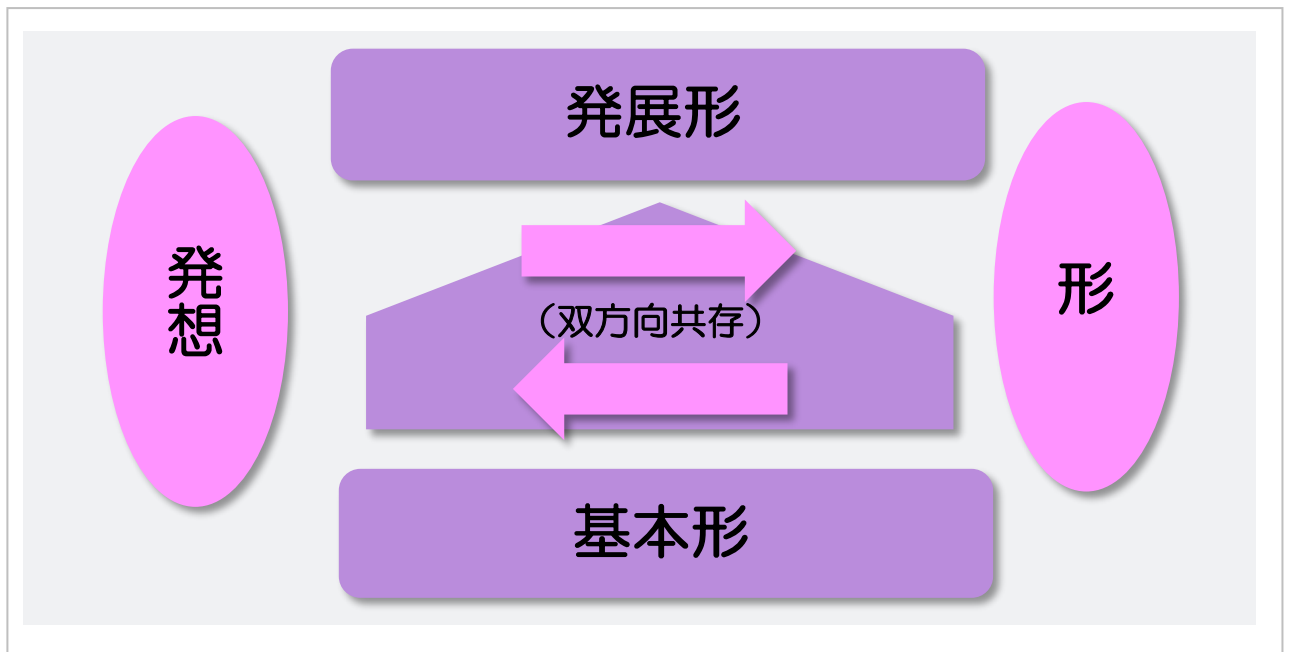 発展形
発想
形
（双方向共存）
基本形